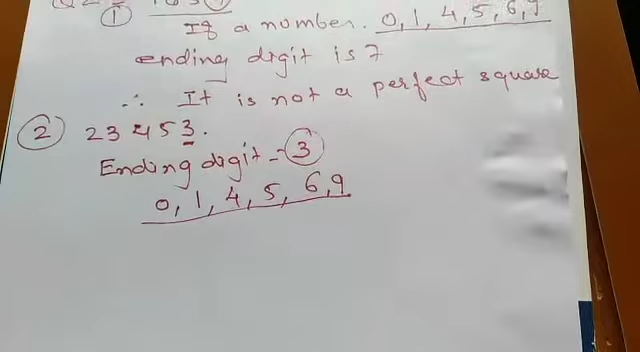 ①
If a number. 0, 1, 4, 5, 6, 9
ending digit is 7
∴ It is not a perfect square
② 23453.
Ending digit - ③
0, 1, 4, 5, 6, 9